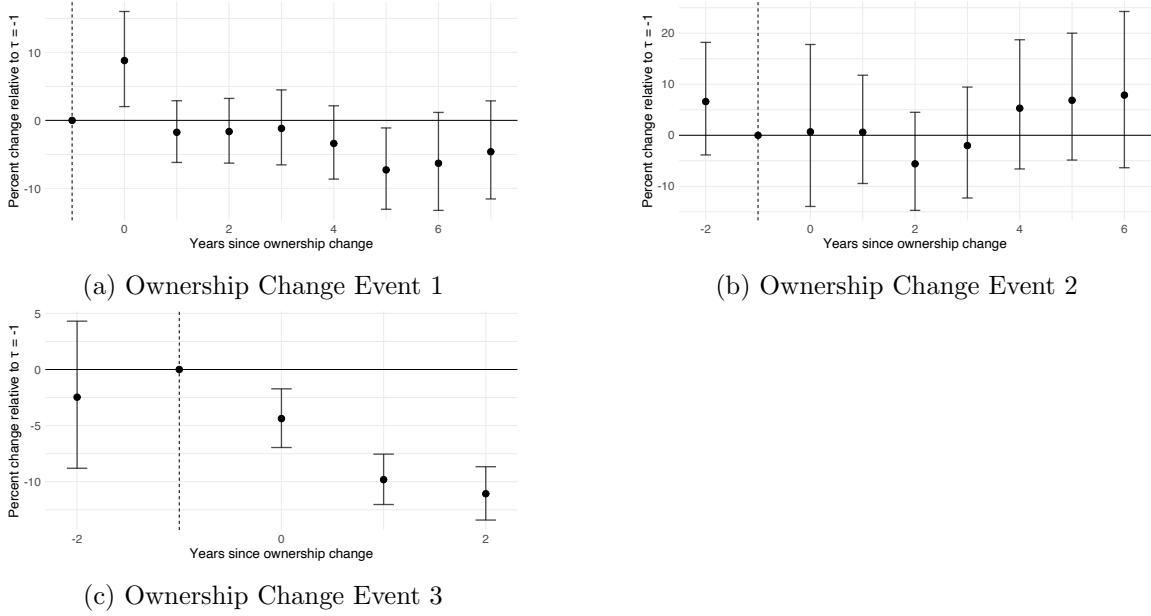 Percent change relative to τ = -1
10
0
-10
0
2
4
6
Years since ownership change
(a) Ownership Change Event 1
Percent change relative to τ = -1
20
10
0
-10
-2
0
2
4
6
Years since ownership change
(b) Ownership Change Event 2
Percent change relative to τ = -1
5
0
-5
-10
-2
0
2
Years since ownership change
(c) Ownership Change Event 3